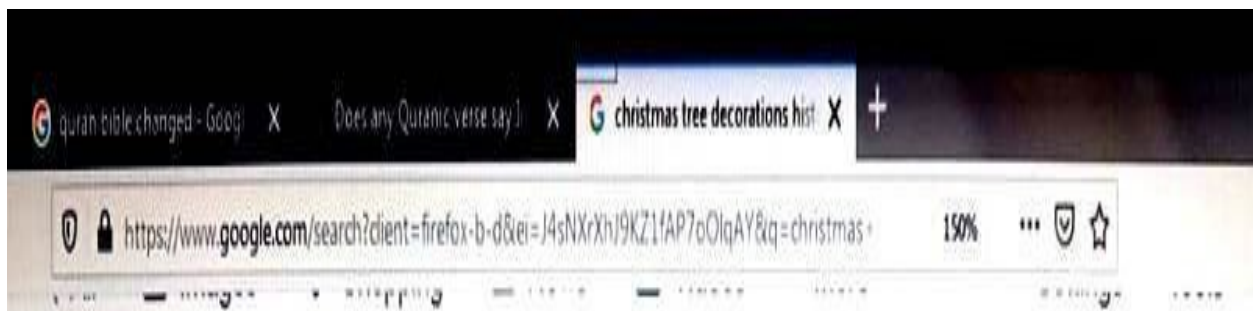 quran bible changed - Googl X Does any Quranic verse say X christmas tree decorations hist X +
https://www.google.com/search?client=firefox-b-d&ei=J4sNXrXhJ9KZ1fAP7oOlqAY&q=christmas 150% ...